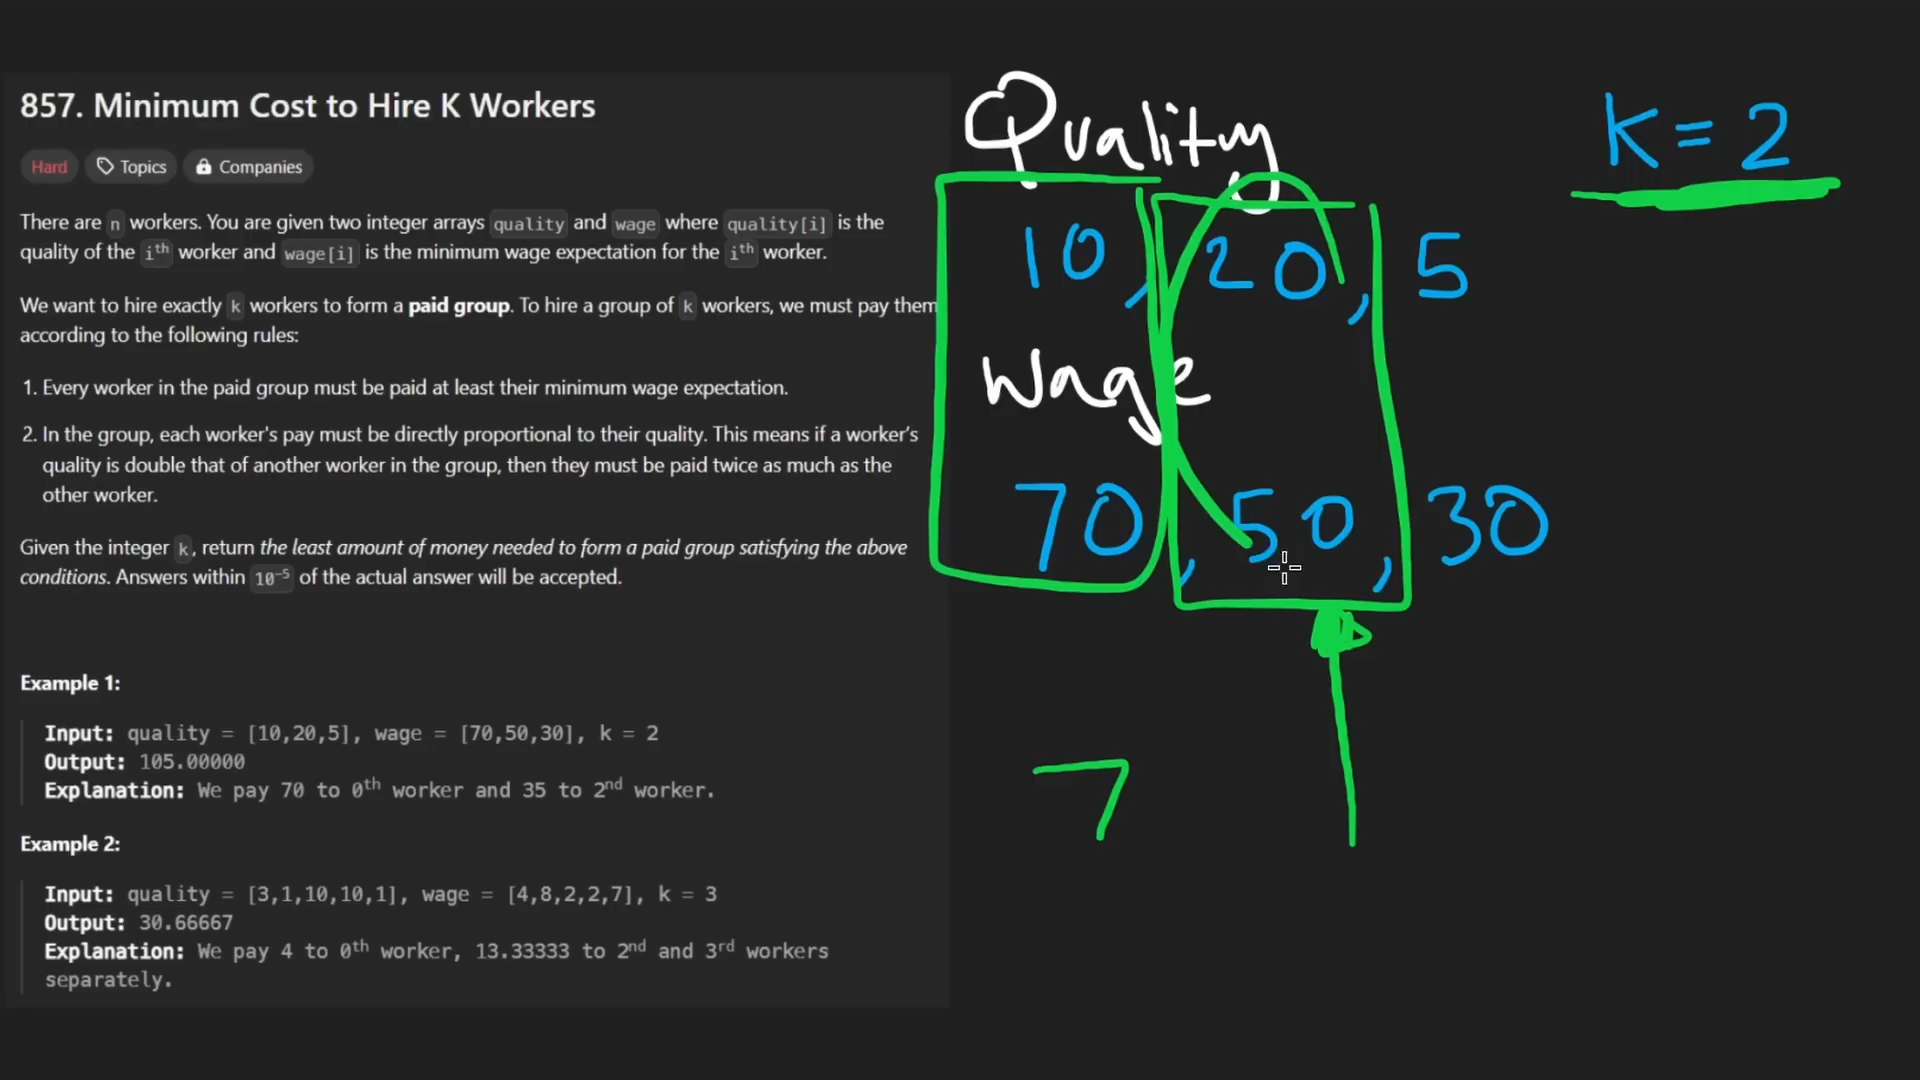 857. Minimum Cost to Hire K Workers
Hard Topics Companies
There are n workers. You are given two integer arrays quality and wage where quality[i] is the
quality of the ith worker and wage[i] is the minimum wage expectation for the ith worker.
We want to hire exactly k workers to form a paid group. To hire a group of k workers, we must pay them
according to the following rules:
1. Every worker in the paid group must be paid at least their minimum wage expectation.
2. In the group, each worker's pay must be directly proportional to their quality. This means if a worker's
quality is double that of another worker in the group, then they must be paid twice as much as the
other worker.
Given the integer k, return the least amount of money needed to form a paid group satisfying the above
conditions. Answers within 10⁻⁵ of the actual answer will be accepted.
Example 1:
Input: quality = [10,20,5], wage = [70,50,30], k = 2
Output: 105.00000
Explanation: We pay 70 to 0th worker and 35 to 2nd worker.
Example 2:
Input: quality = [3,1,10,10,1], wage = [4,8,2,2,7], k = 3
Output: 30.66667
Explanation: We pay 4 to 0th worker, 13.33333 to 2nd and 3rd workers
separately.
Quality
K = 2
10, 20, 5
Wage
70, 50, 30
7